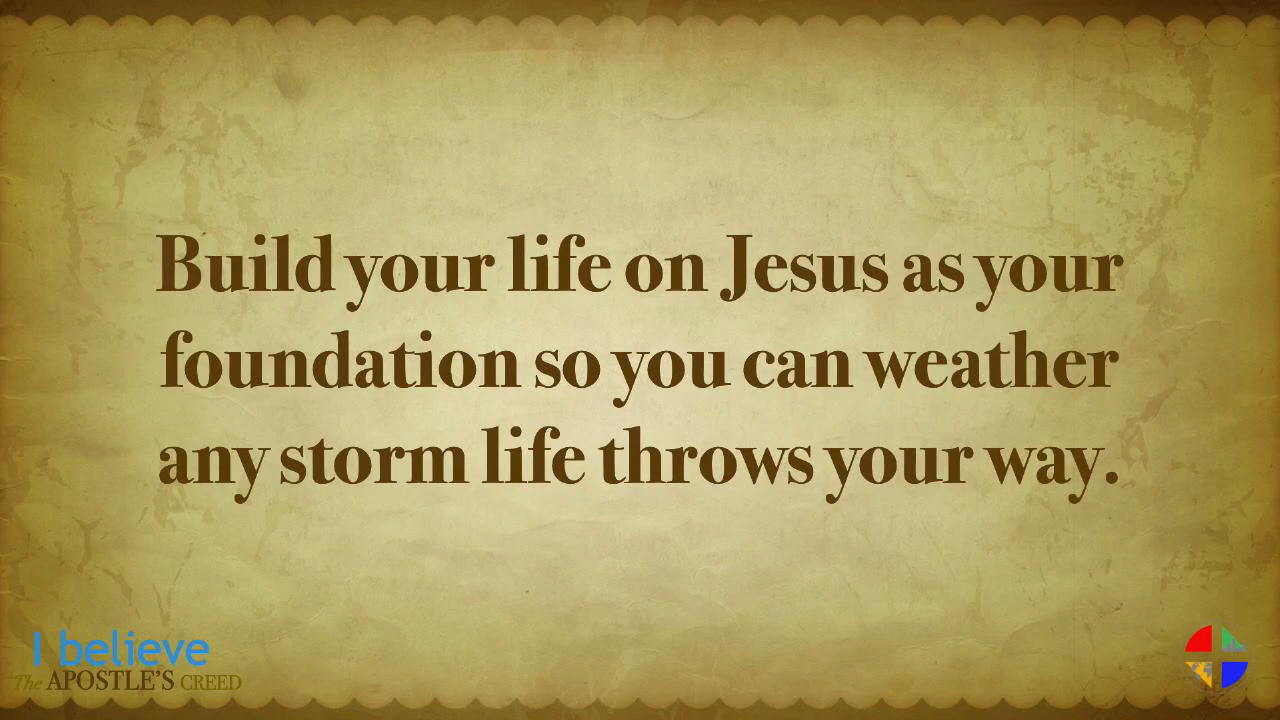 Build your life on Jesus as your
foundation so you can weather
any storm life throws your way.
I believe
The APOSTLE'S CREED